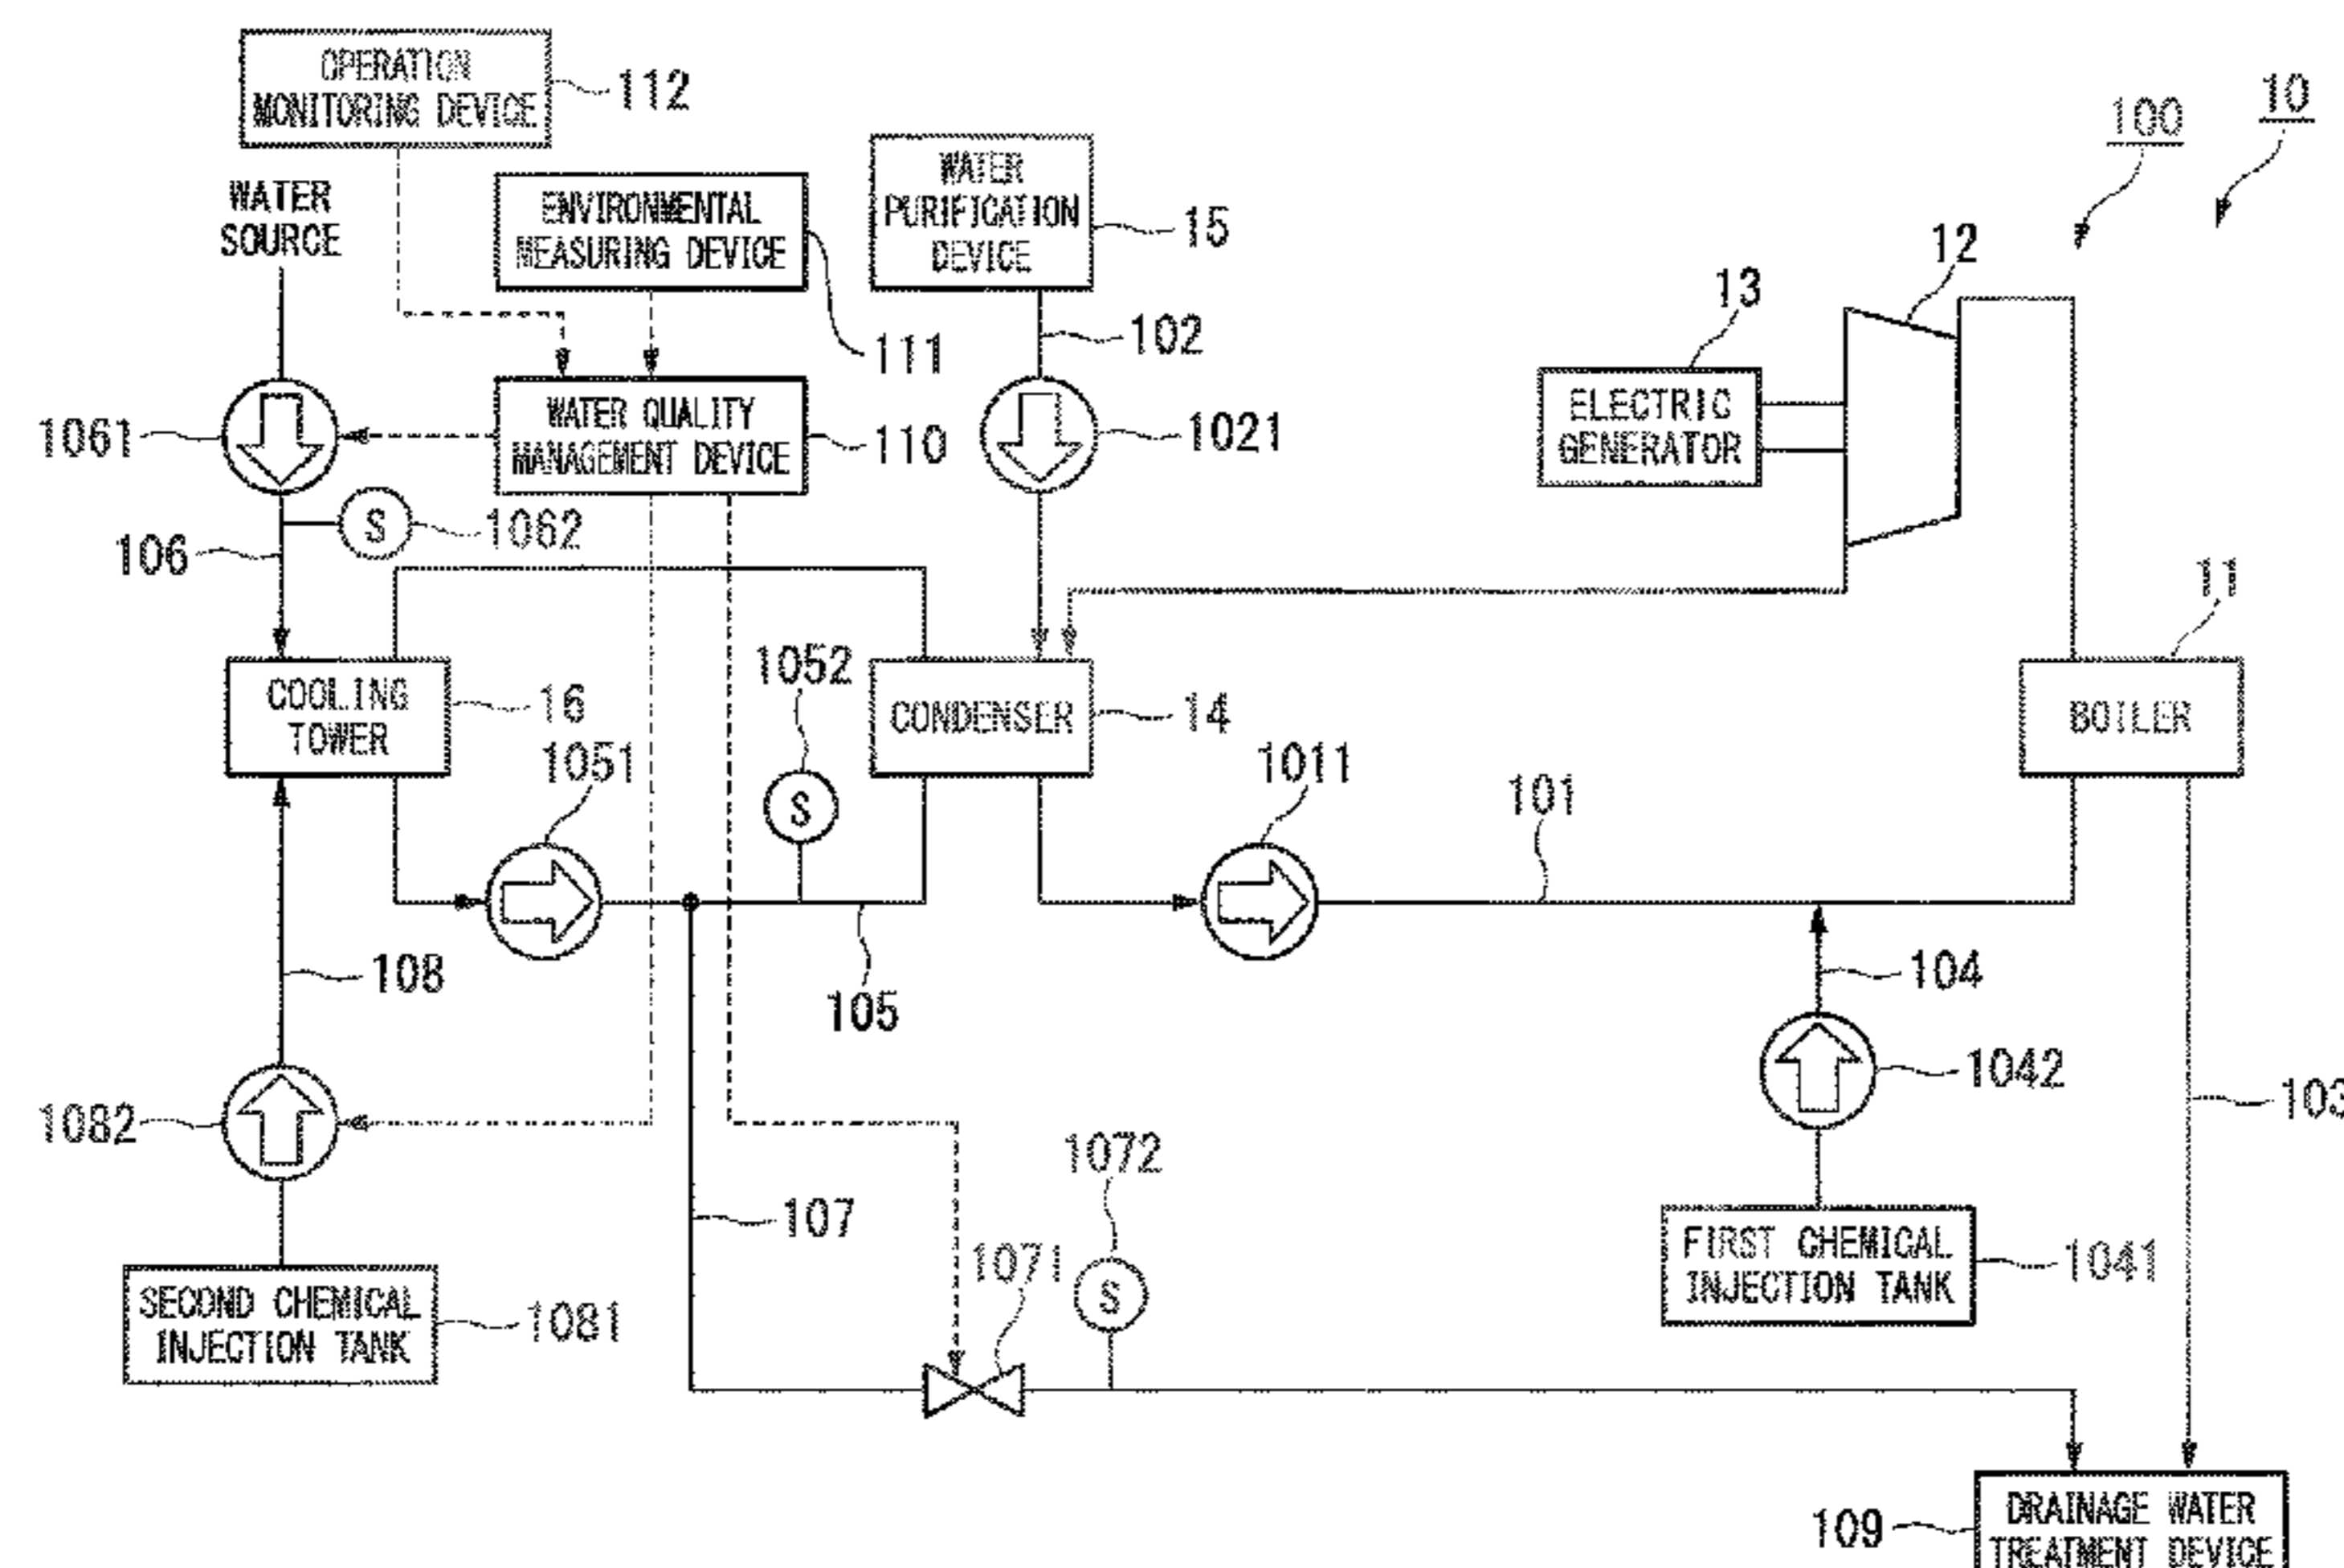 OPERATION
MONITORING DEVICE
112
10
100
WATER
SOURCE
ENVIRONMENTAL
MEASURING DEVICE
111
WATER
PURIFICATION
DEVICE
15
102
12
13
ELECTRIC
GENERATOR
1061
WATER QUALITY
MANAGEMENT DEVICE
110
1021
S
1062
106
11
COOLING
TOWER
16
1052
S
CONDENSER
14
BOILER
1051
1011
101
108
105
104
1042
103
1082
1072
S
107
1071
FIRST CHEMICAL
INJECTION TANK
1041
SECOND CHEMICAL
INJECTION TANK
1081
109
DRAINAGE WATER
TREATMENT DEVICE